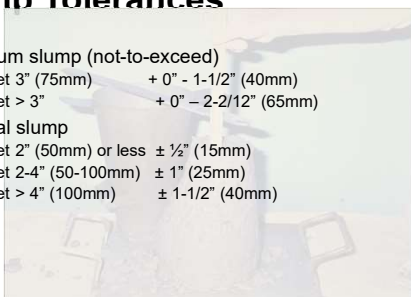 Tolerances
um slump (not-to-exceed)
et 3” (75mm) + 0” - 1-1/2” (40mm)
et > 3” + 0” – 2-2/12” (65mm)
al slump
et 2” (50mm) or less ± ½” (15mm)
et 2-4” (50-100mm) ± 1” (25mm)
et > 4” (100mm) ± 1-1/2” (40mm)